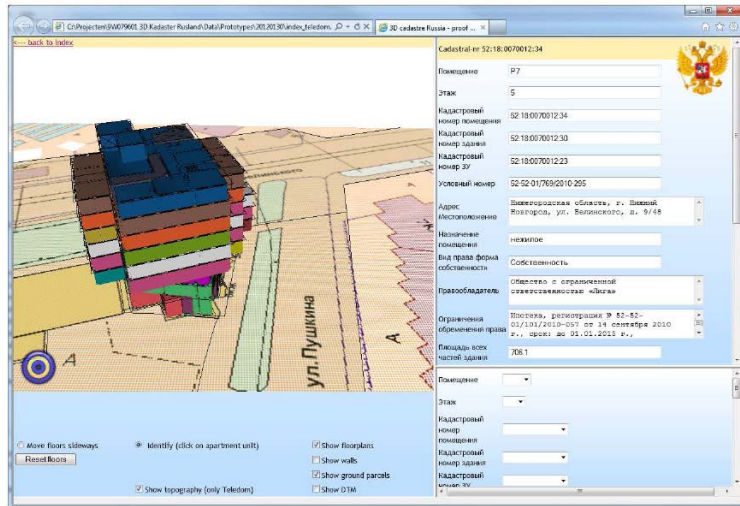 C:\Projecten\9W079601 3D Kadaster Rusland\Data\Prototypes\20120130\index_teledom.
3D cadastre Russia - proof ...
<--- back to index
ул.Пушкина
А
А
Move floors sideways
Identify (click on apartment unit)
Show floorplans
Reset floors
Show walls
Show ground parcels
Show topography (only Teledom)
Show DTM
Cadastral-nr 52:18:0070012:34
Помещение
P7
Этаж
5
Кадастровый
номер помещения
52:18:0070012:34
Кадастровый
номер здания
52:18:0070012:30
Кадастровый
номер ЗУ
52:18:0070012:23
Условный номер
52-52-01/769/2010-295
Адрес
Местоположение
Нижегородская область, г. Нижний
Новгород, ул. Белинского, д. 9/48
Назначение
помещения
нежилое
Вид права форма
собственности
Собственность
Правообладатель
Общество с ограниченной
ответственностью «Лига»
Ограничения
обременения права
Ипотека, регистрация № 52-52-
01/101/2010-057 от 14 сентября 2010
г., срок: до 01.01.2015 г.,
Площадь всех
частей здания
706.1
Помещение
Этаж
Кадастровый
номер
помещения
Кадастровый
номер здания
Кадастровый
номер ЗУ